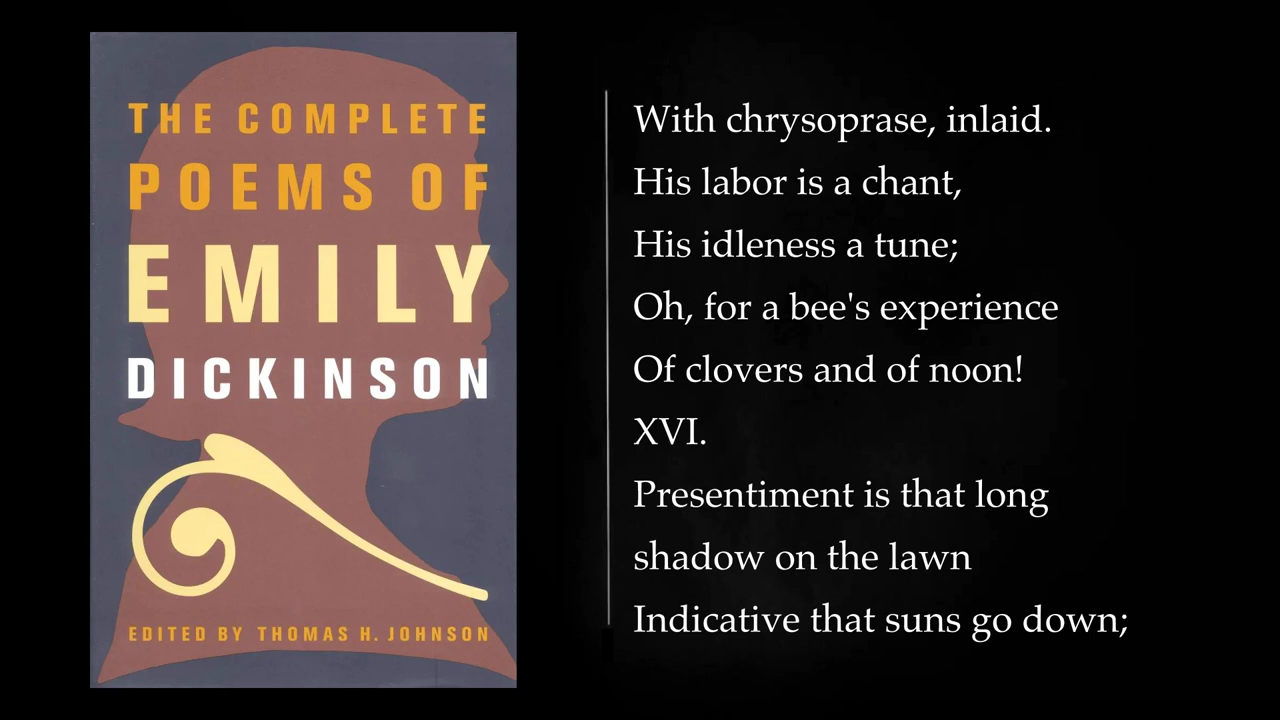 THE COMPLETE
POEMS OF
EMILY
DICKINSON
EDITED BY THOMAS H. JOHNSON
With chrysoprase, inlaid.
His labor is a chant,
His idleness a tune;
Oh, for a bee's experience
Of clovers and of noon!
XVI.
Presentiment is that long
shadow on the lawn
Indicative that suns go down;